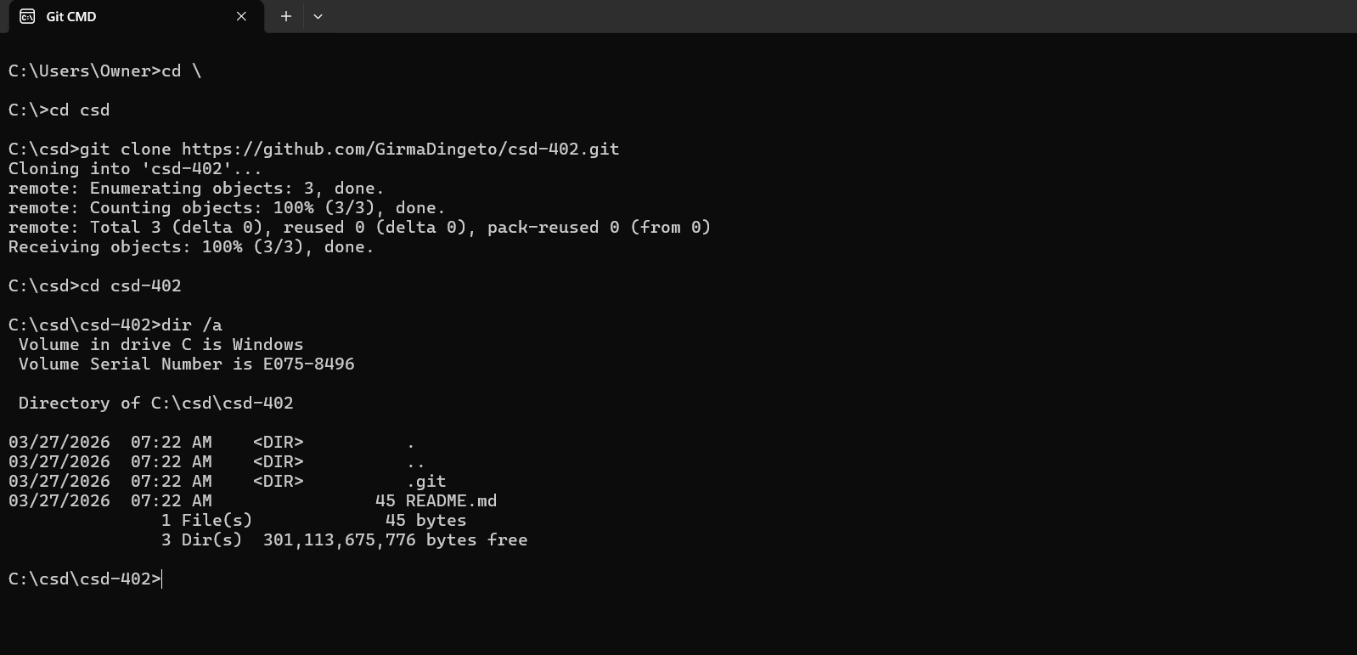 Git CMD
C:\Users\Owner>cd \
C:\>cd csd
C:\csd>git clone https://github.com/GirmaDingeto/csd-402.git
Cloning into 'csd-402'...
remote: Enumerating objects: 3, done.
remote: Counting objects: 100% (3/3), done.
remote: Total 3 (delta 0), reused 0 (delta 0), pack-reused 0 (from 0)
Receiving objects: 100% (3/3), done.
C:\csd>cd csd-402
C:\csd\csd-402>dir /a
 Volume in drive C is Windows
 Volume Serial Number is E075-8496
 Directory of C:\csd\csd-402
03/27/2026  07:22 AM    <DIR>          .
03/27/2026  07:22 AM    <DIR>          ..
03/27/2026  07:22 AM    <DIR>          .git
03/27/2026  07:22 AM                45 README.md
               1 File(s)             45 bytes
               3 Dir(s)  301,113,675,776 bytes free
C:\csd\csd-402>